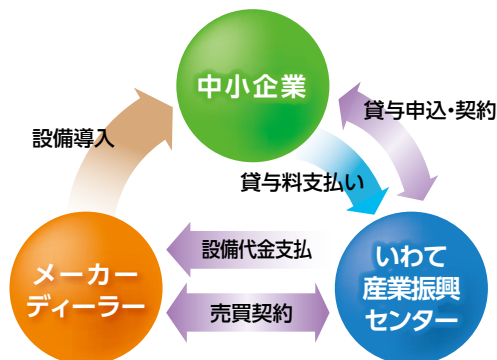 中小企業
設備導入
貸与申込・契約
貸与料支払い
メーカー
ディーラー
設備代金支払
売買契約
いわて
産業振興
センター